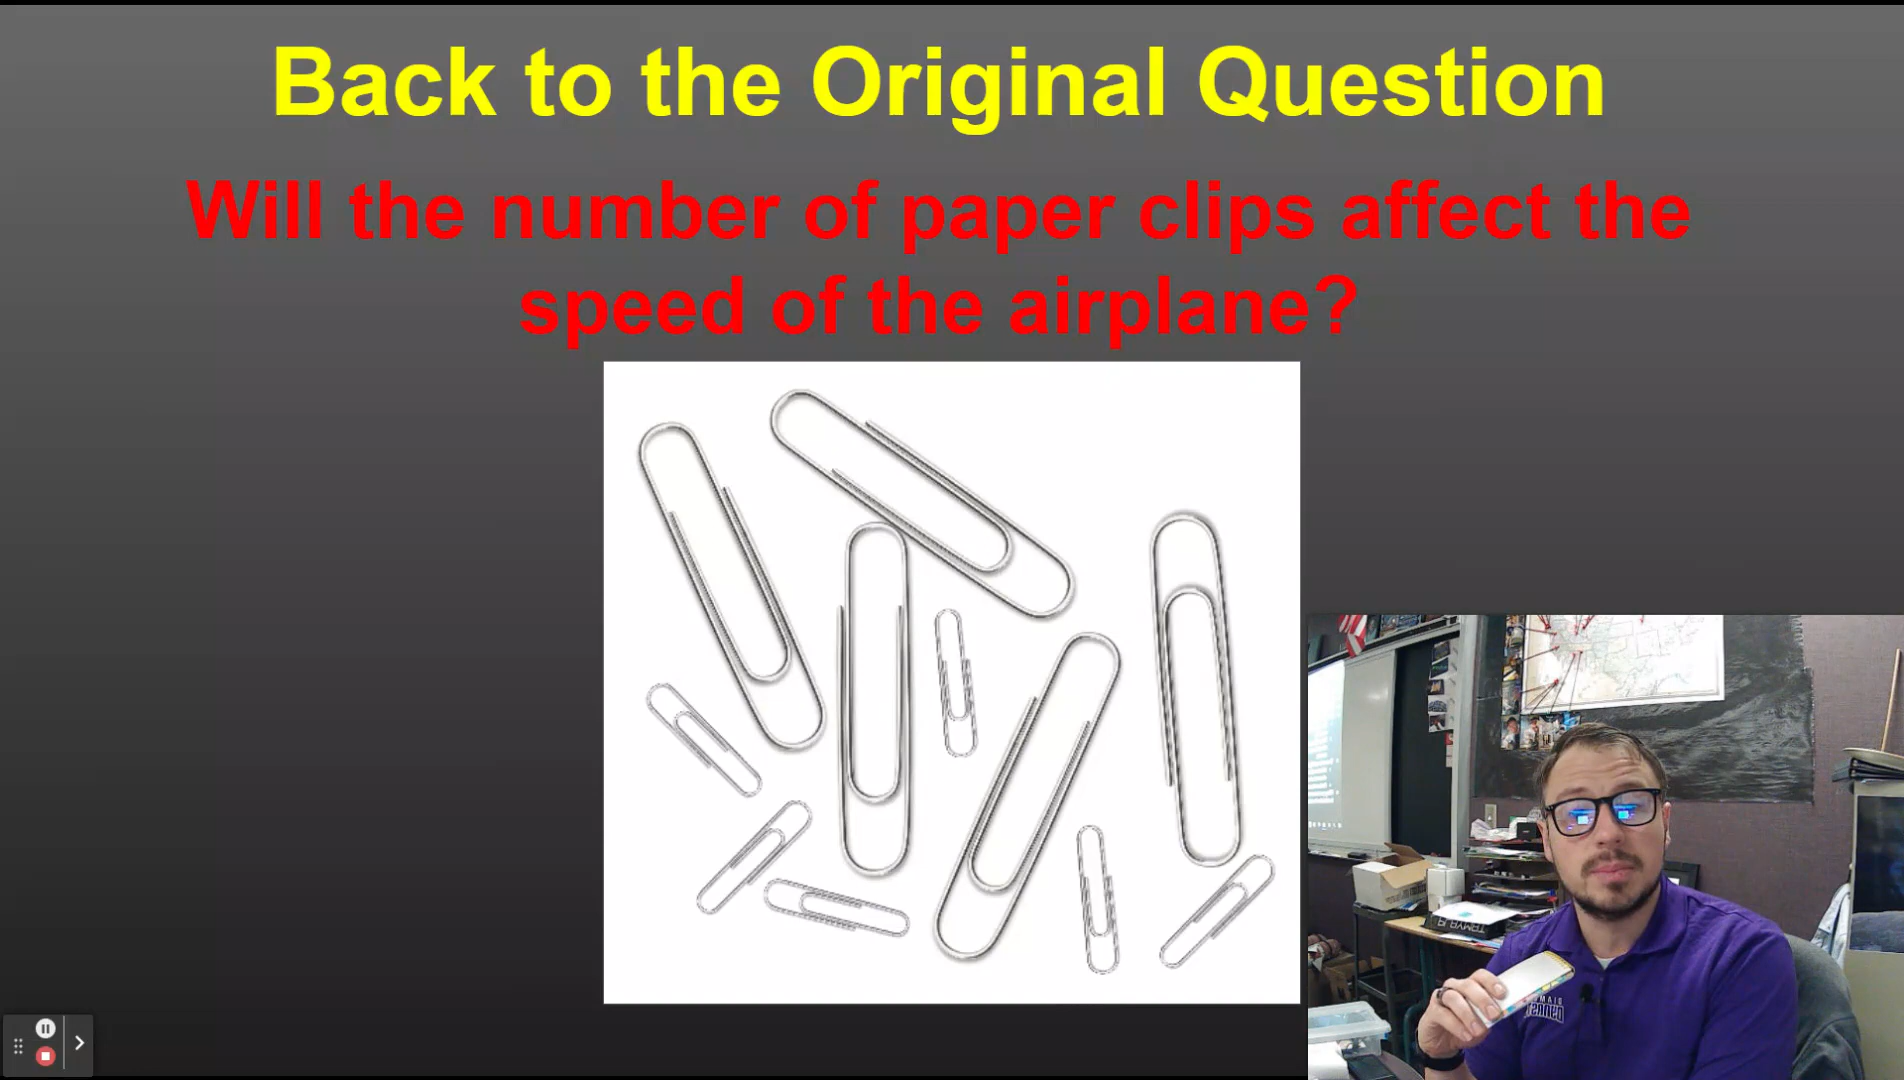 Back to the Original Question
Will the number of paper clips affect the
speed of the airplane?